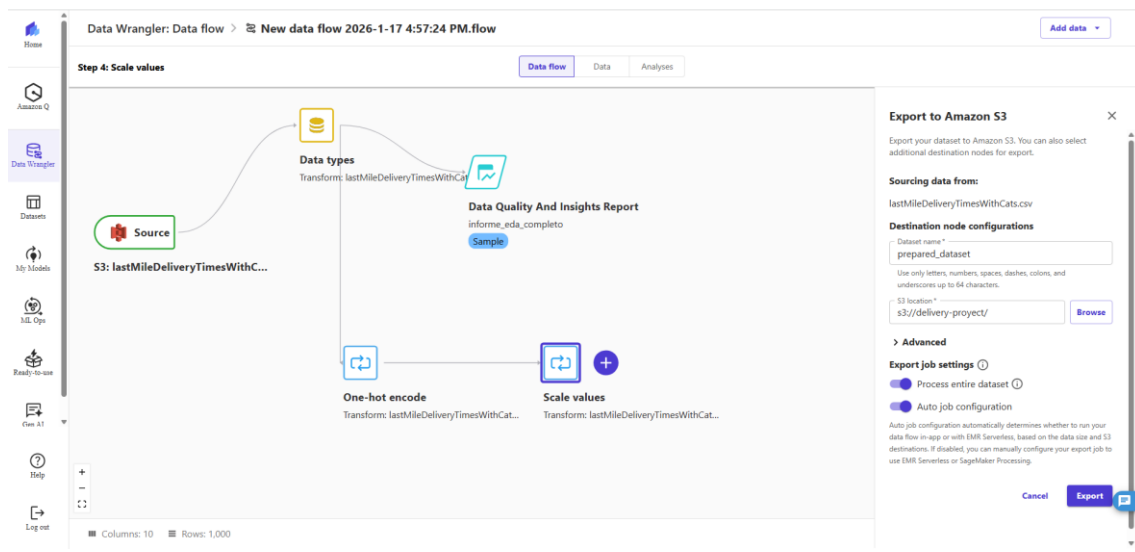 Home
Amazon Q
Data Wrangler
Datasets
My Models
ML Ops
Ready-to-use
Gen AI
Help
Log out
Data Wrangler: Data flow > New data flow 2026-1-17 4:57:24 PM.flow
Add data
Step 4: Scale values
Data flow
Data
Analyses
Data types
Transform: lastMileDeliveryTimesWithCat
Data Quality And Insights Report
informe_eda_completo
Sample
Source
S3: lastMileDeliveryTimesWithC...
One-hot encode
Transform: lastMileDeliveryTimesWithCat...
Scale values
Transform: lastMileDeliveryTimesWithCat...
+
−
Columns: 10 Rows: 1,000
Export to Amazon S3
Export your dataset to Amazon S3. You can also select
additional destination nodes for export.
Sourcing data from:
lastMileDeliveryTimesWithCats.csv
Destination node configurations
Dataset name *
prepared_dataset
Use only letters, numbers, spaces, dashes, colons, and
underscores up to 64 characters.
S3 location *
s3://delivery-proyect/
Browse
> Advanced
Export job settings
Process entire dataset
Auto job configuration
Auto job configuration automatically determines whether to run your
data flow in-app or with EMR Serverless, based on the data size and S3
destinations. If disabled, you can manually configure your export job to
use EMR Serverless or SageMaker Processing.
Cancel
Export